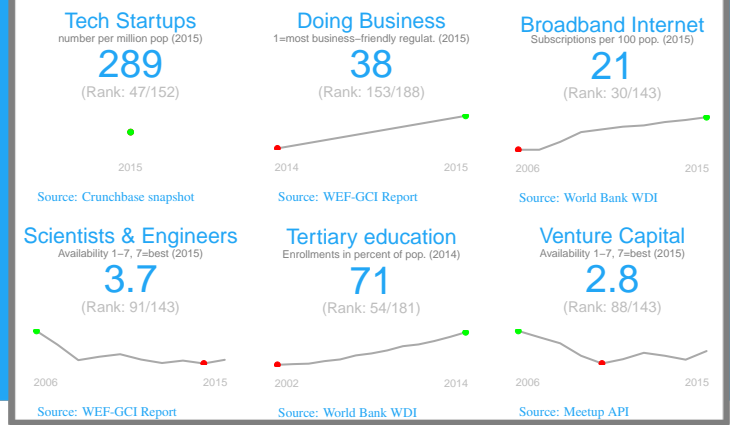 Tech Startups
number per million pop (2015)
289
(Rank: 47/152)
2015
Source: Crunchbase snapshot
Doing Business
1=most business−friendly regulat. (2015)
38
(Rank: 153/188)
2014 2015
Source: WEF-GCI Report
Broadband Internet
Subscriptions per 100 pop. (2015)
21
(Rank: 30/143)
2006 2015
Source: World Bank WDI
Scientists & Engineers
Availability 1−7, 7=best (2015)
3.7
(Rank: 91/143)
2006 2015
Source: WEF-GCI Report
Tertiary education
Enrollments in percent of pop. (2014)
71
(Rank: 54/181)
2002 2014
Source: World Bank WDI
Venture Capital
Availability 1−7, 7=best (2015)
2.8
(Rank: 88/143)
2006 2015
Source: Meetup API